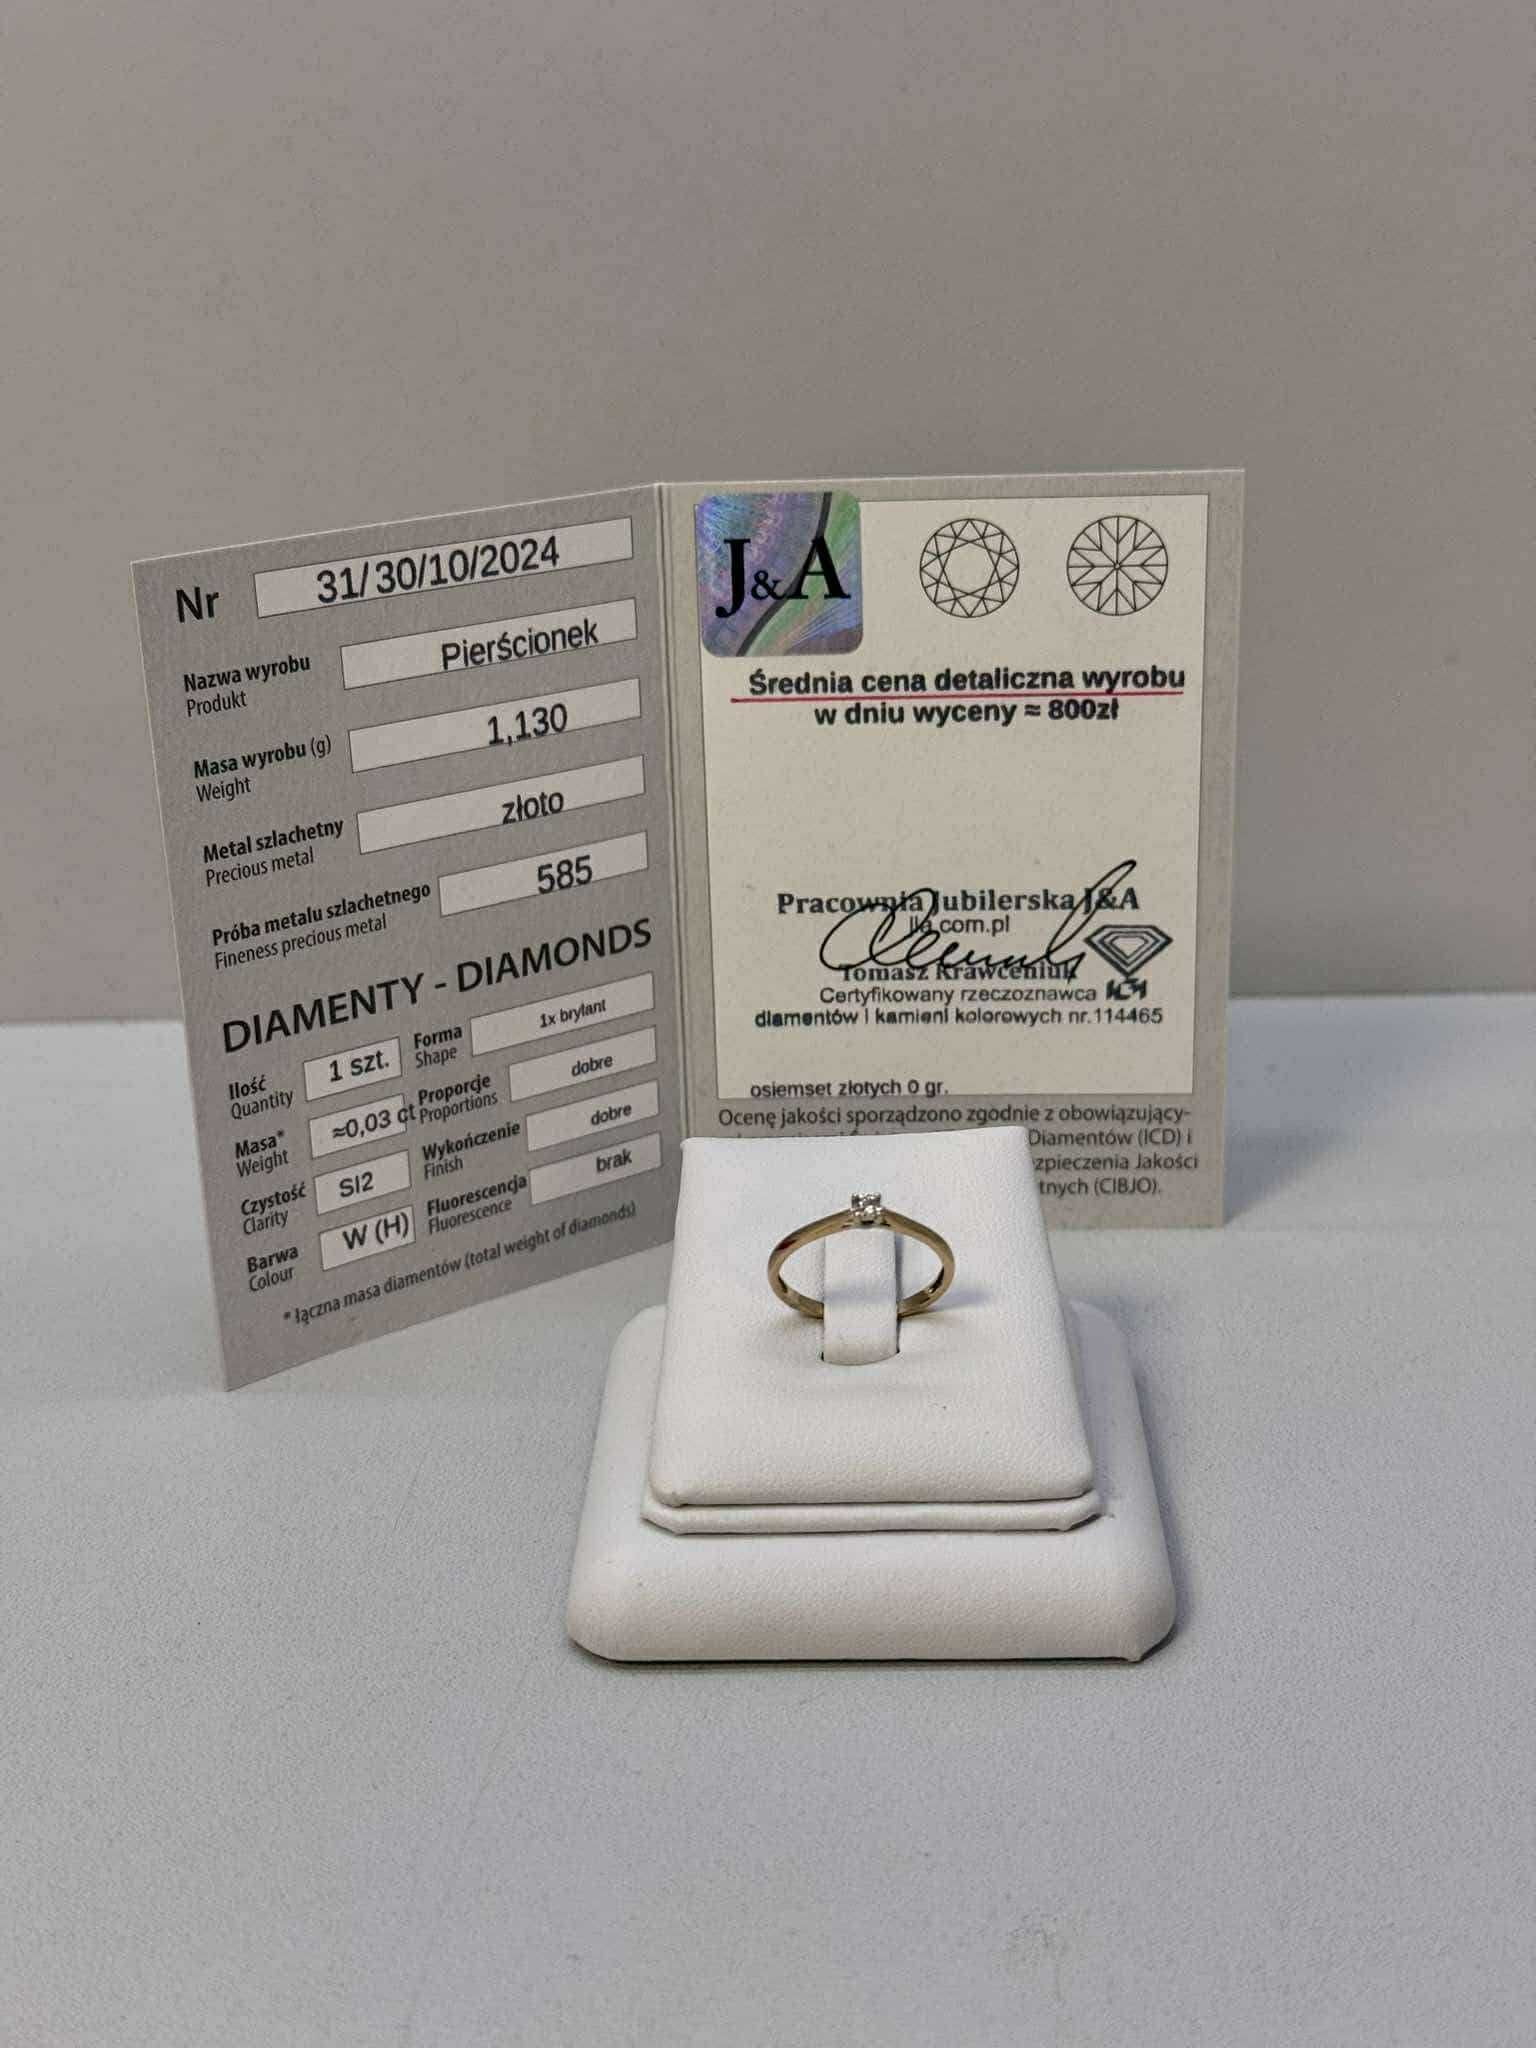 Nr 31/30/10/2024
Nazwa wyrobu Pierścionek
Produkt
Masa wyrobu (g) 1,130
Weight
Metal szlachetny złoto
Precious metal
Próba metalu szlachetnego 585
Fineness precious metal
DIAMENTY - DIAMONDS
Ilość 1 szt. Forma 1x brylant
Quantity Shape
Masa* ≈0,03 ct Proporcje dobre
Weight Proportions
Czystość SI2 Wykończenie dobre
Clarity Finish
Barwa W (H) Fluorescencja brak
Colour Fluorescence
* łączna masa diamentów (total weight of diamonds)
J&A
Średnia cena detaliczna wyrobu
w dniu wyceny ≈ 800zł
Pracownia Jubilerska J&A
.com.pl
Tomasz Krawceniuk
Certyfikowany rzeczoznawca
diamentów i kamieni kolorowych nr.114465
osiemset złotych 0 gr.
Ocenę jakości sporządzono zgodnie z obowiązujący-
Diamentów (ICD) i
Jakości
(CIBJO).